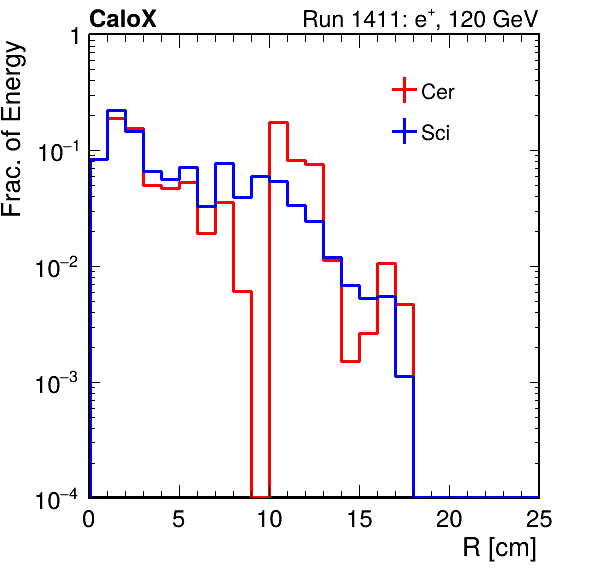 CaloX Run 1411: e⁺, 120 GeV
Frac. of Energy
1
10⁻¹
10⁻²
10⁻³
10⁻⁴
Cer
Sci
0 5 10 15 20 25
R [cm]